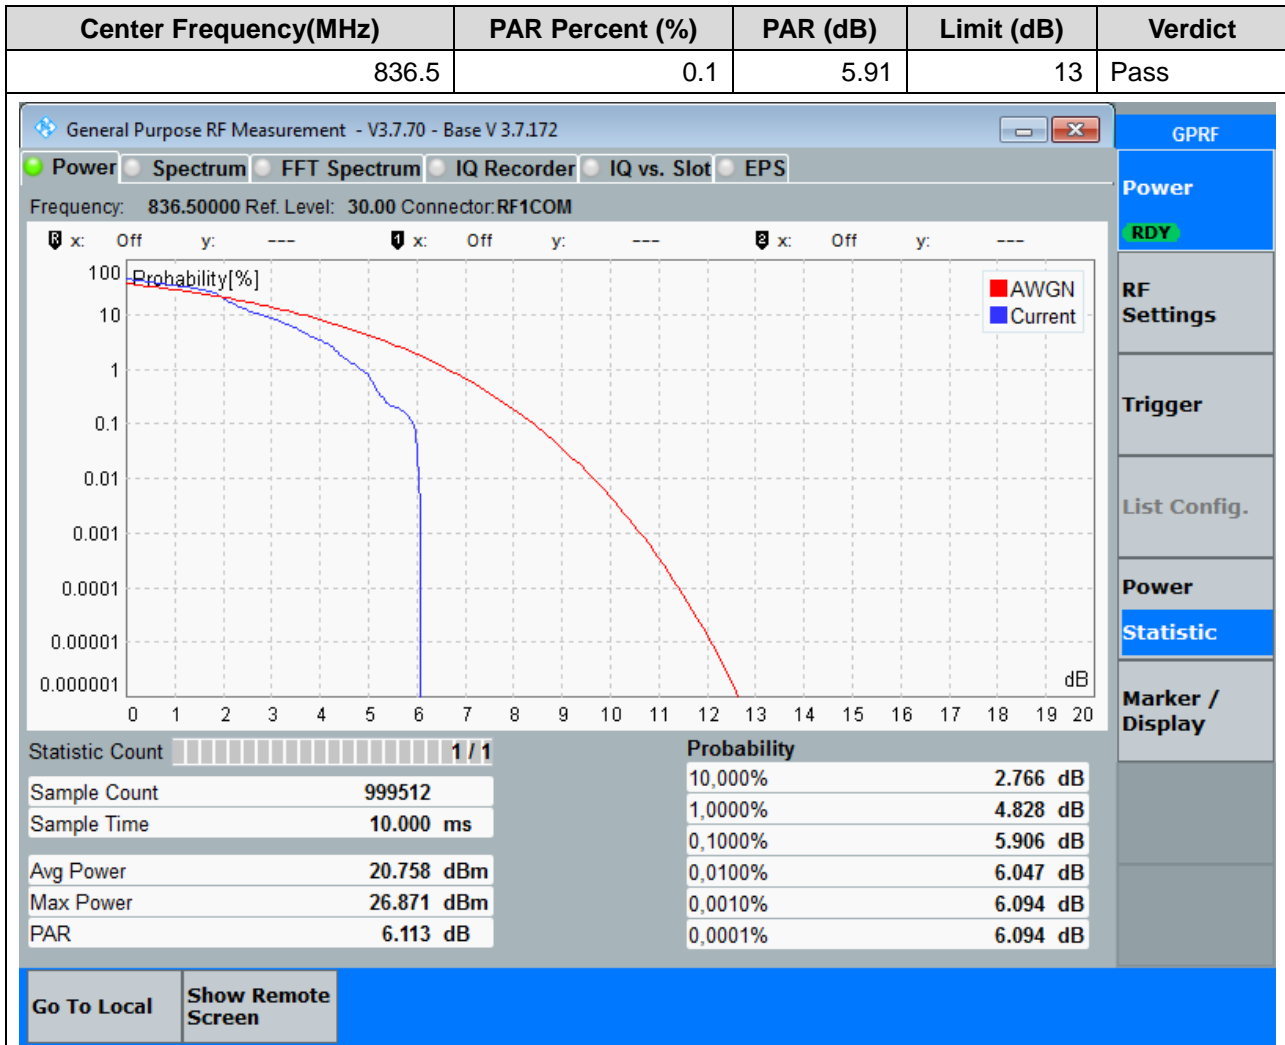 Center Frequency(MHz) PAR Percent (%) PAR (dB) Limit (dB) Verdict
836.5 0.1 5.91 13 Pass
General Purpose RF Measurement - V3.7.70 - Base V 3.7.172
GPRF
Power Spectrum FFT Spectrum IQ Recorder IQ vs. Slot EPS
Frequency: 836.50000 Ref. Level: 30.00 Connector: RF1COM
R x: Off y: --- 1 x: Off y: --- 2 x: Off y: ---
Probability[%]
100
10
1
0.1
0.01
0.001
0.0001
0.00001
0.000001
AWGN
Current
dB
0 1 2 3 4 5 6 7 8 9 10 11 12 13 14 15 16 17 18 19 20
Statistic Count 1 / 1
Sample Count 999512
Sample Time 10.000 ms
Avg Power 20.758 dBm
Max Power 26.871 dBm
PAR 6.113 dB
Probability
10,000% 2.766 dB
1,0000% 4.828 dB
0,1000% 5.906 dB
0,0100% 6.047 dB
0,0010% 6.094 dB
0,0001% 6.094 dB
Power
RDY
RF
Settings
Trigger
List Config.
Power
Statistic
Marker /
Display
Go To Local
Show Remote
Screen